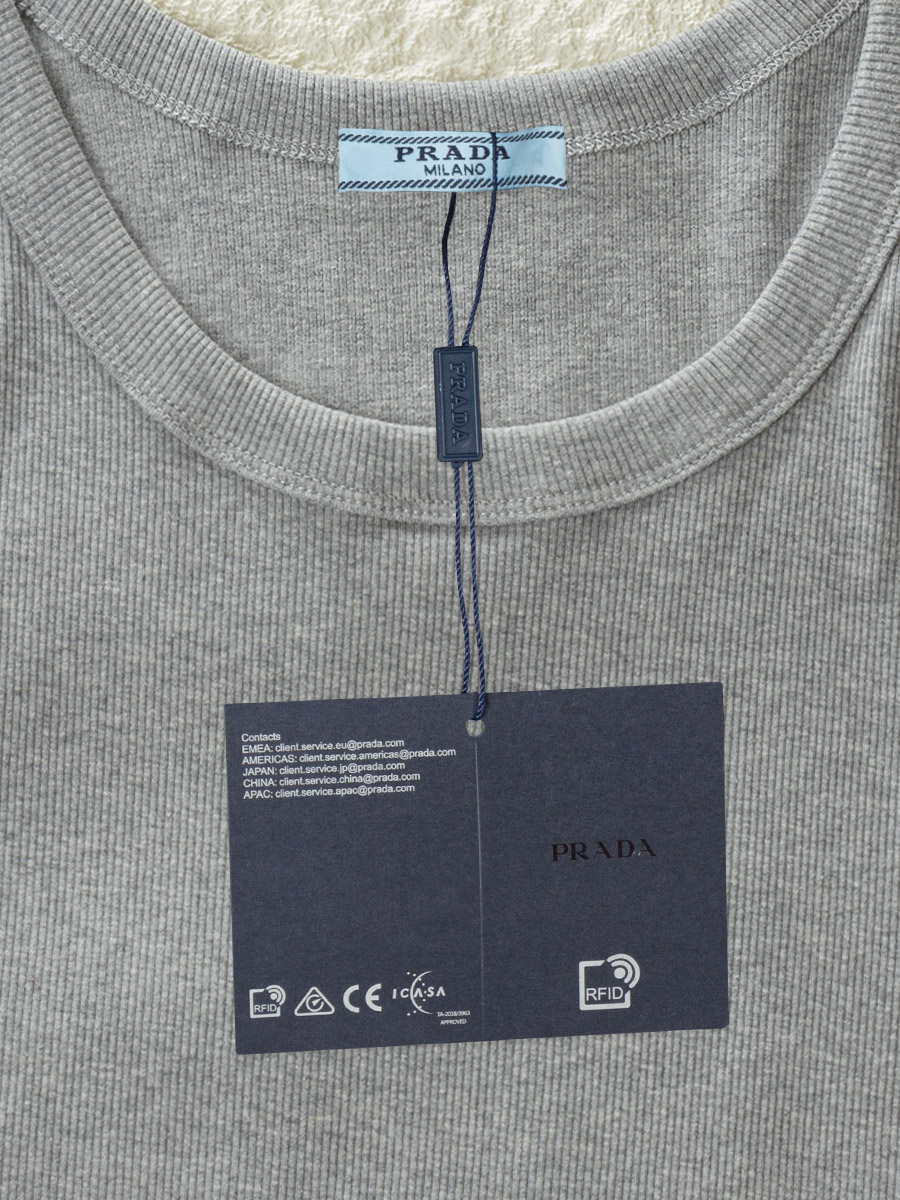 PRADA
MILANO
PRADA
Contacts
EMEA: client.service.eu@prada.com
AMERICAS: client.service.americas@prada.com
JAPAN: client.service.jp@prada.com
CHINA: client.service.china@prada.com
APAC: client.service.apac@prada.com
PRADA
RFID
CE
ICASA
TA-2018/3963
APPROVED
RFID